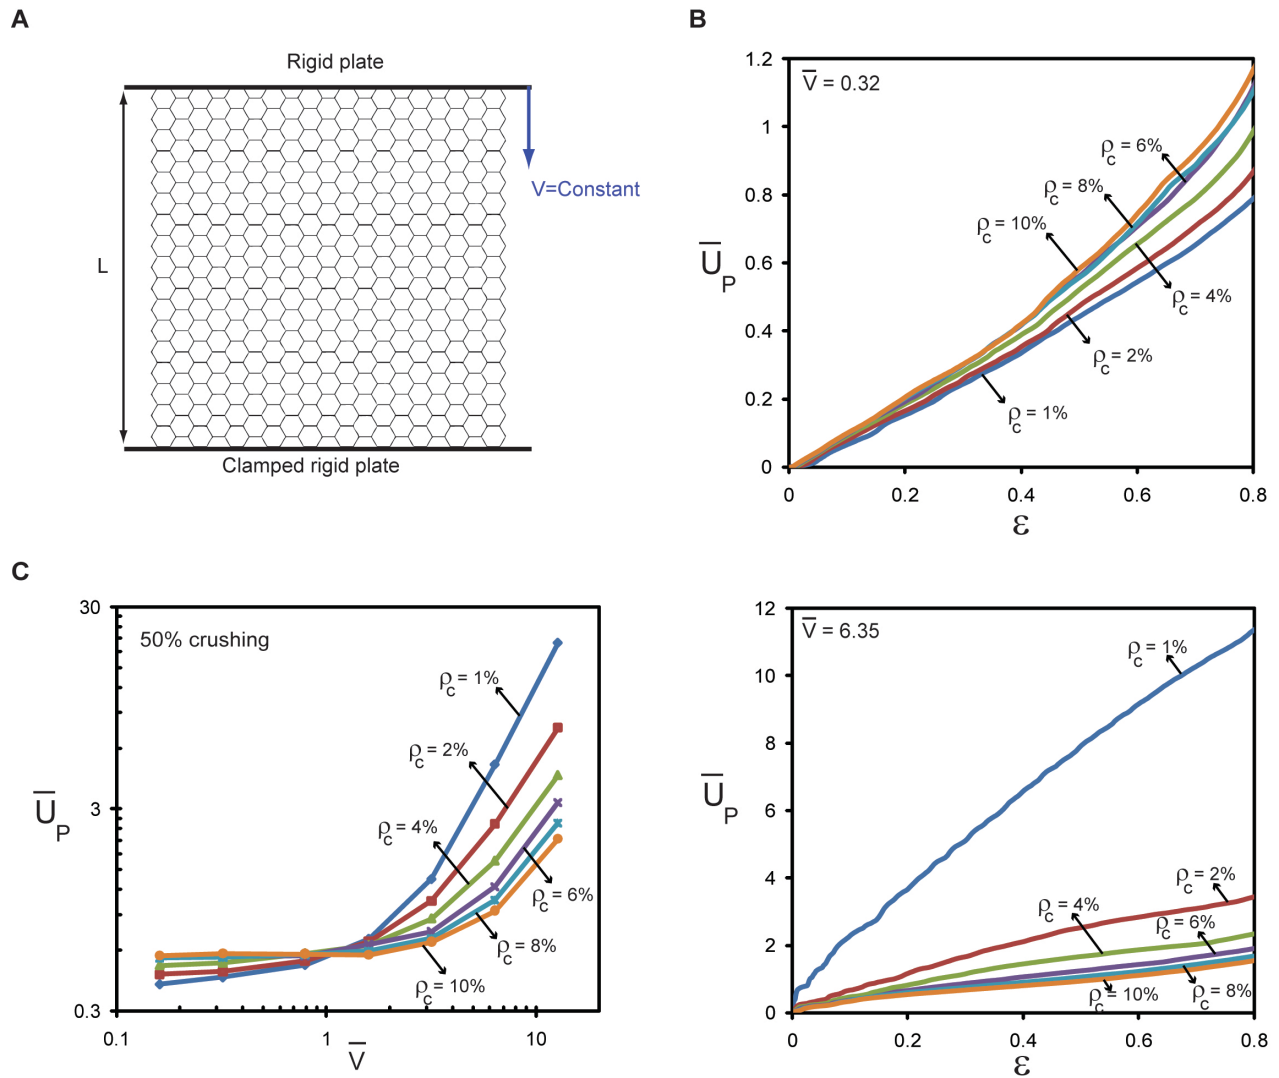 A
Rigid plate
L
V=Constant
Clamped rigid plate
B
V̅ = 0.32
1.2
1
0.8
0.6
0.4
0.2
0
U̅P
ρc = 6%
ρc = 8%
ρc = 10%
ρc = 4%
ρc = 2%
ρc = 1%
0 0.2 0.4 0.6 0.8
ε
C
50% crushing
30
3
0.3
U̅P
ρc = 1%
ρc = 2%
ρc = 4%
ρc = 6%
ρc = 8%
ρc = 10%
0.1 1 10
V̅
V̅ = 6.35
12
10
8
6
4
2
0
U̅P
ρc = 1%
ρc = 2%
ρc = 4%
ρc = 6%
ρc = 10%
ρc = 8%
0 0.2 0.4 0.6 0.8
ε